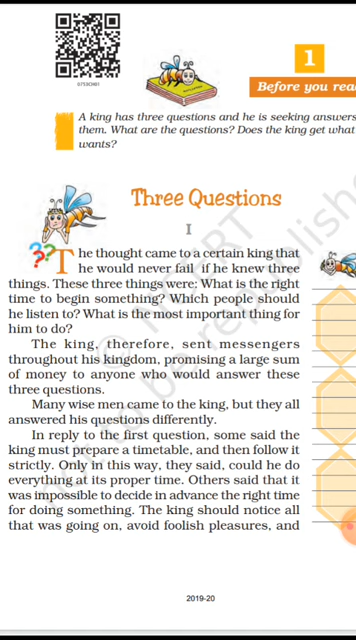 0753CH01
1
Before you rea
A king has three questions and he is seeking answers
them. What are the questions? Does the king get what
wants?
Three Questions
I
The thought came to a certain king that
he would never fail if he knew three
things. These three things were: What is the right
time to begin something? Which people should
he listen to? What is the most important thing for
him to do?
The king, therefore, sent messengers
throughout his kingdom, promising a large sum
of money to anyone who would answer these
three questions.
Many wise men came to the king, but they all
answered his questions differently.
In reply to the first question, some said the
king must prepare a timetable, and then follow it
strictly. Only in this way, they said, could he do
everything at its proper time. Others said that it
was impossible to decide in advance the right time
for doing something. The king should notice all
that was going on, avoid foolish pleasures, and
2019-20